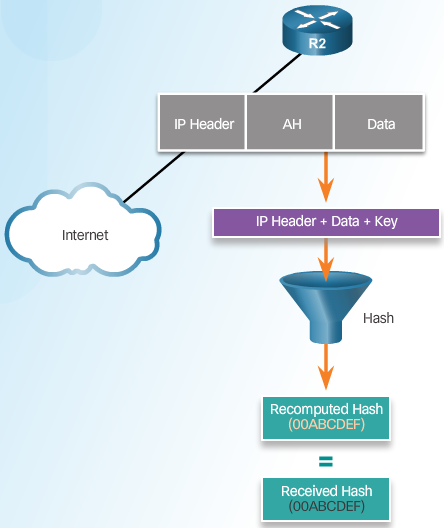 R2
IP Header
AH
Data
Internet
IP Header + Data + Key
Hash
Recomputed Hash
(00ABCDEF)
=
Received Hash
(00ABCDEF)